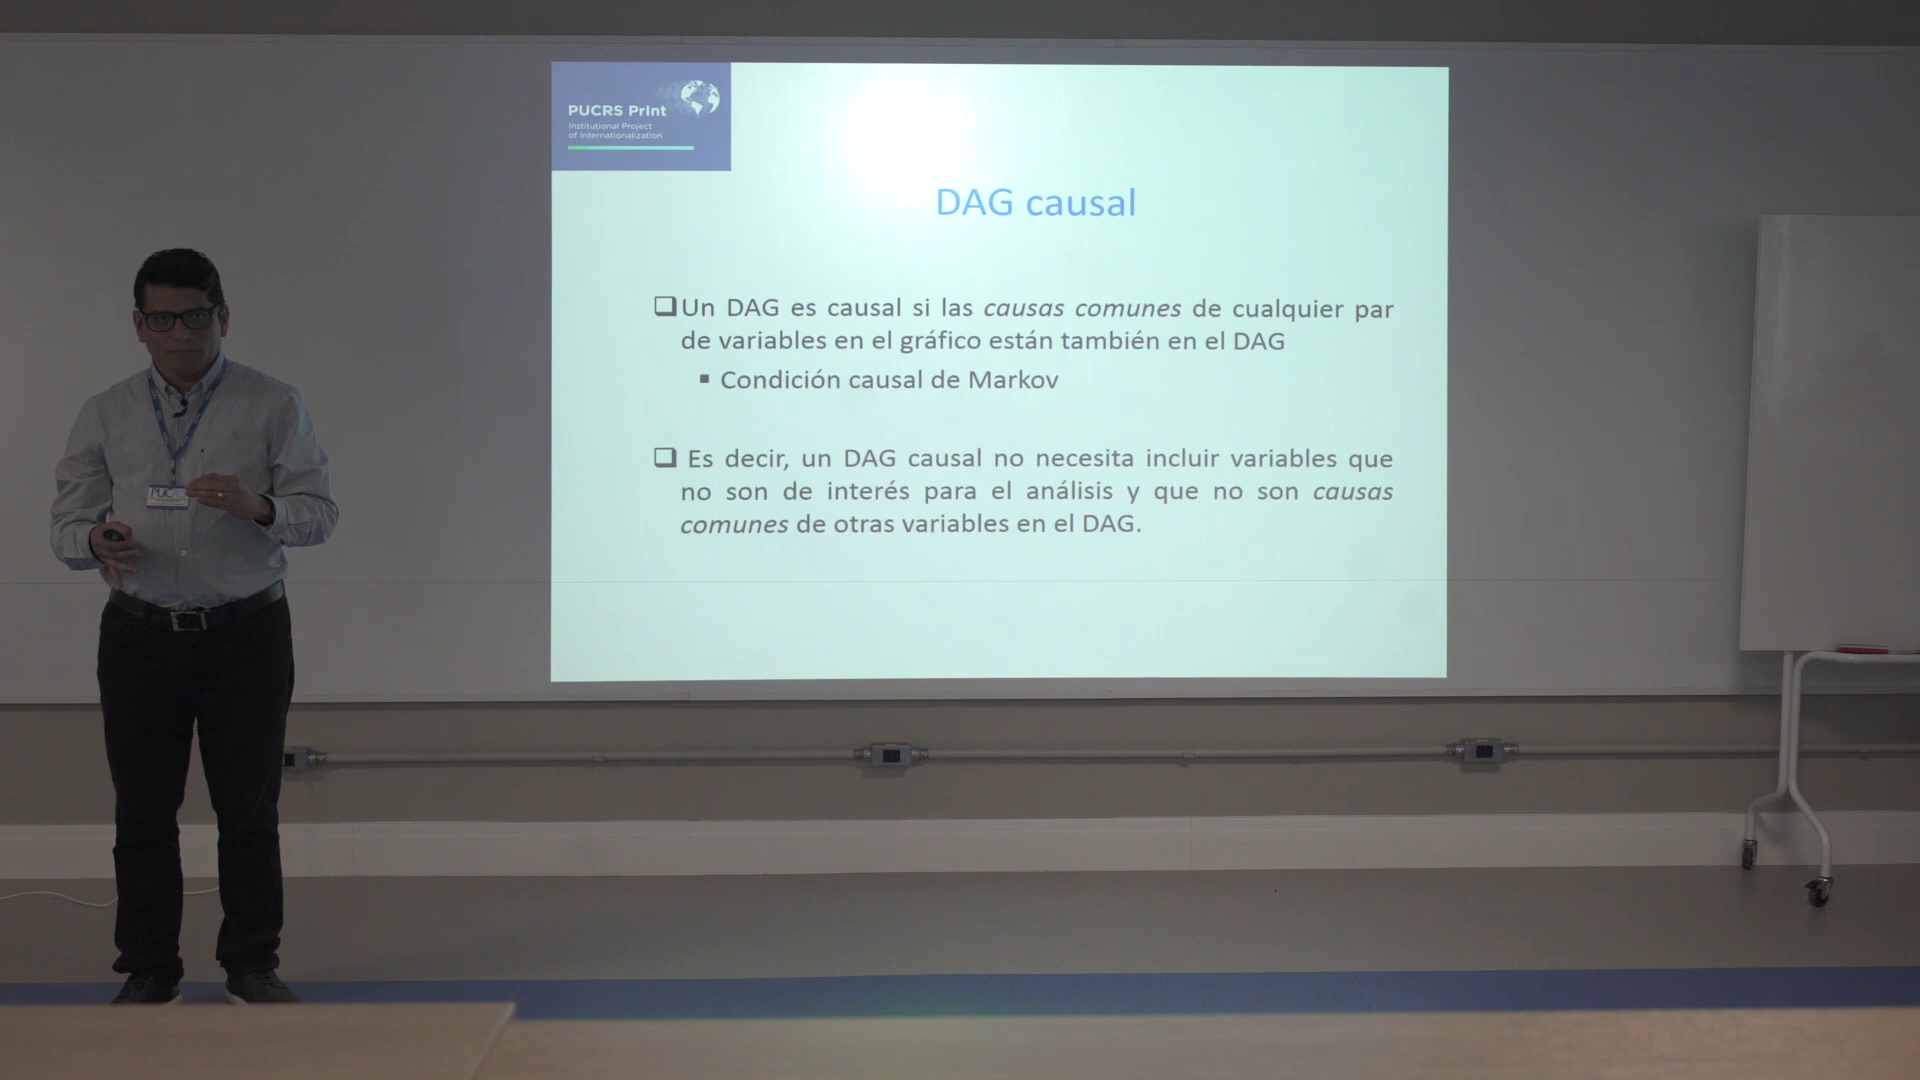 PUCRS PrInt
Institutional Project
of Internationalization
DAG causal
Un DAG es causal si las causas comunes de cualquier par
de variables en el gráfico están también en el DAG
Condición causal de Markov
Es decir, un DAG causal no necesita incluir variables que
no son de interés para el análisis y que no son causas
comunes de otras variables en el DAG.